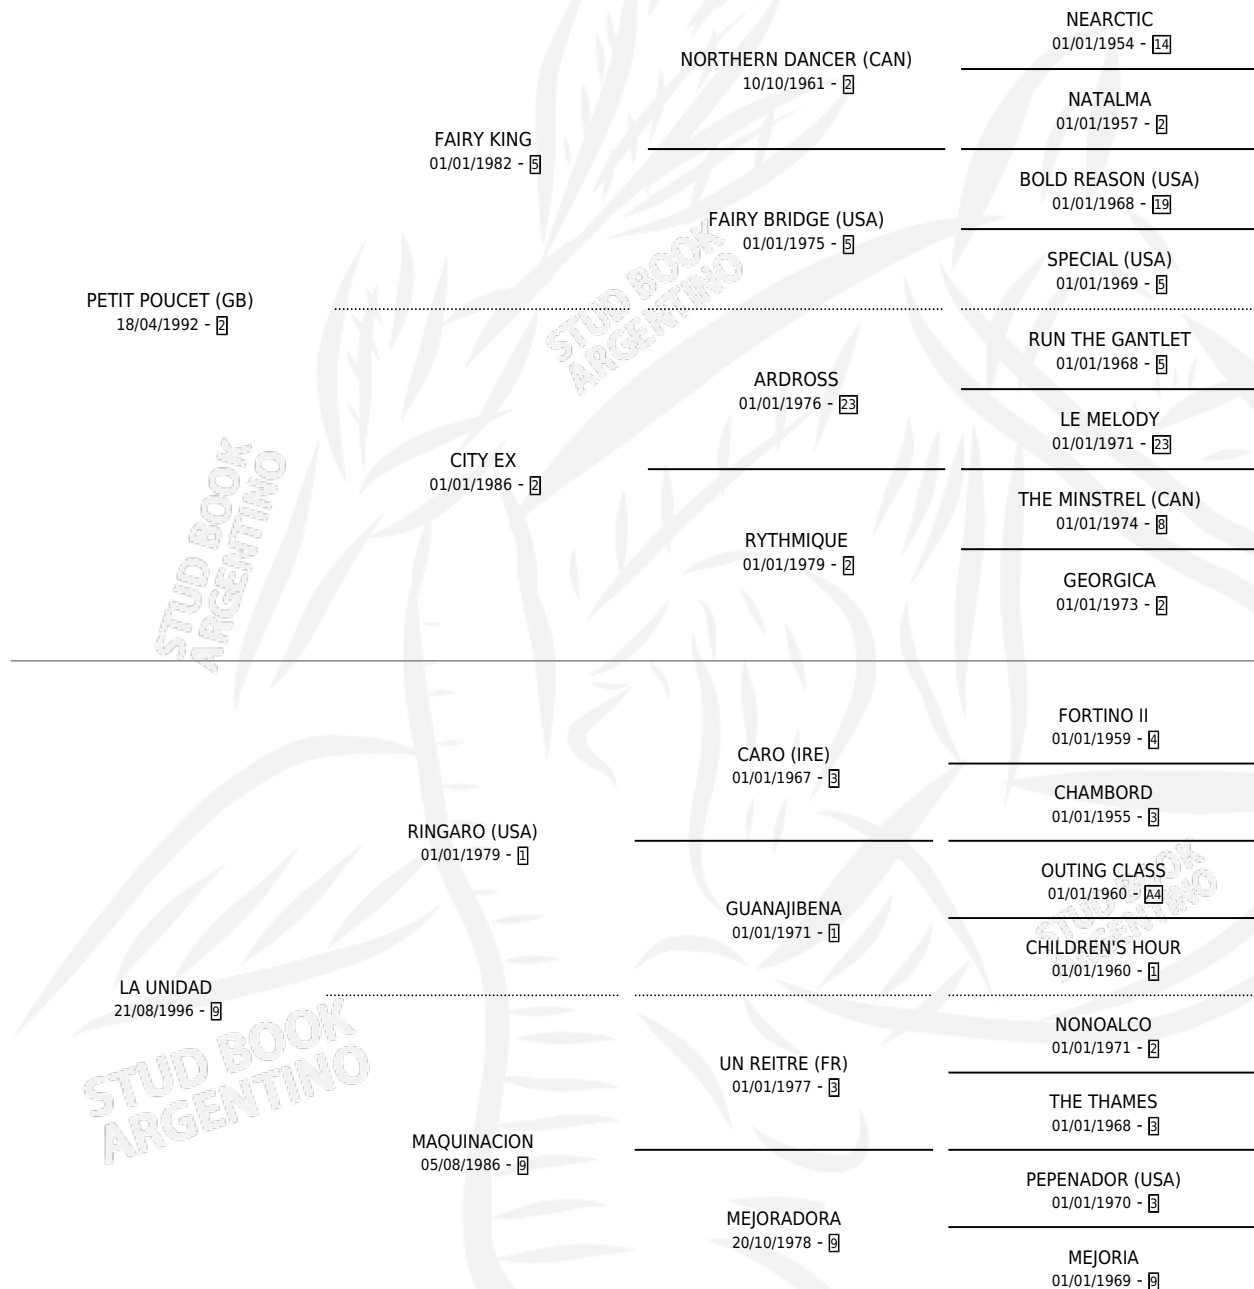 NEARCTIC
01/01/1954 - 14
NORTHERN DANCER (CAN)
10/10/1961 - 2
NATALMA
01/01/1957 - 2
FAIRY KING
01/01/1982 - 5
BOLD REASON (USA)
01/01/1968 - 19
FAIRY BRIDGE (USA)
01/01/1975 - 5
SPECIAL (USA)
01/01/1969 - 5
PETIT POUCET (GB)
18/04/1992 - 2
STUD BOOK
ARGENTINO
RUN THE GANTLET
01/01/1968 - 5
ARDROSS
01/01/1976 - 23
LE MELODY
01/01/1971 - 23
CITY EX
01/01/1986 - 2
THE MINSTREL (CAN)
01/01/1974 - 8
RYTHMIQUE
01/01/1979 - 2
GEORGICA
01/01/1973 - 2
STUD BOOK
ARGENTINO
FORTINO II
01/01/1959 - 4
CARO (IRE)
01/01/1967 - 3
CHAMBORD
01/01/1955 - 3
RINGARO (USA)
01/01/1979 - 1
OUTING CLASS
01/01/1960 - A4
STUD BOOK
ARGENTINO
GUANAJIBENA
01/01/1971 - 1
CHILDREN'S HOUR
01/01/1960 - 1
LA UNIDAD
21/08/1996 - 9
STUD BOOK
ARGENTINO
NONOALCO
01/01/1971 - 2
UN REITRE (FR)
01/01/1977 - 3
THE THAMES
01/01/1968 - 3
MAQUINACION
05/08/1986 - 9
PEPENADOR (USA)
01/01/1970 - 3
MEJORADORA
20/10/1978 - 9
MEJORIA
01/01/1969 - 9